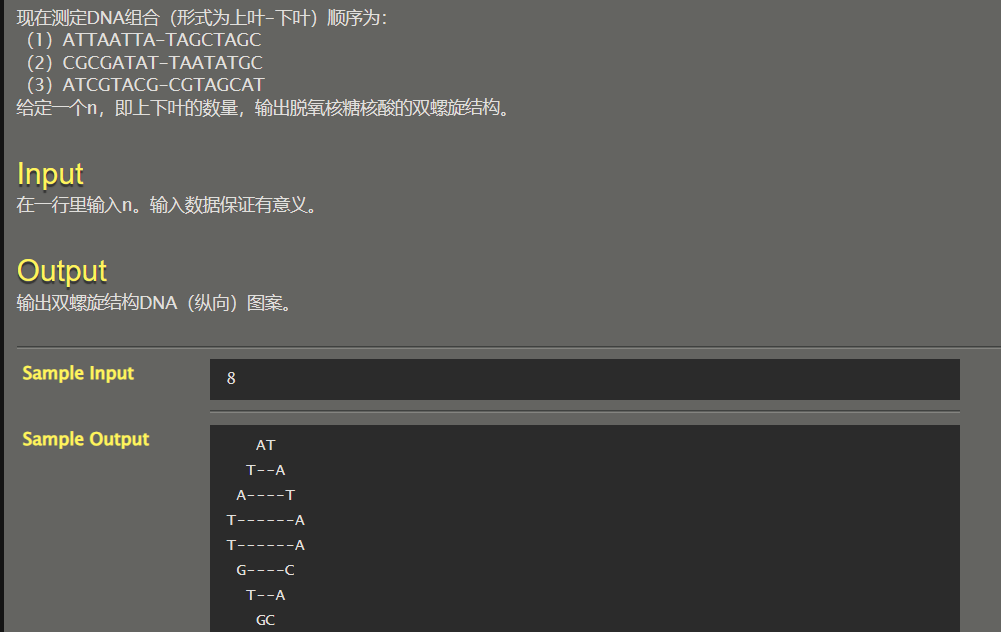 现在测定DNA组合（形式为上叶-下叶）顺序为：
（1）ATTAATTA-TAGCTAGC
（2）CGCGATAT-TAATATGC
（3）ATCGTACG-CGTAGCAT
给定一个n，即上下叶的数量，输出脱氧核糖核酸的双螺旋结构。
Input
在一行里输入n。输入数据保证有意义。
Output
输出双螺旋结构DNA（纵向）图案。
Sample Input
8
Sample Output
   AT
  T--A
 A----T
T------A
T------A
 G----C
  T--A
   GC